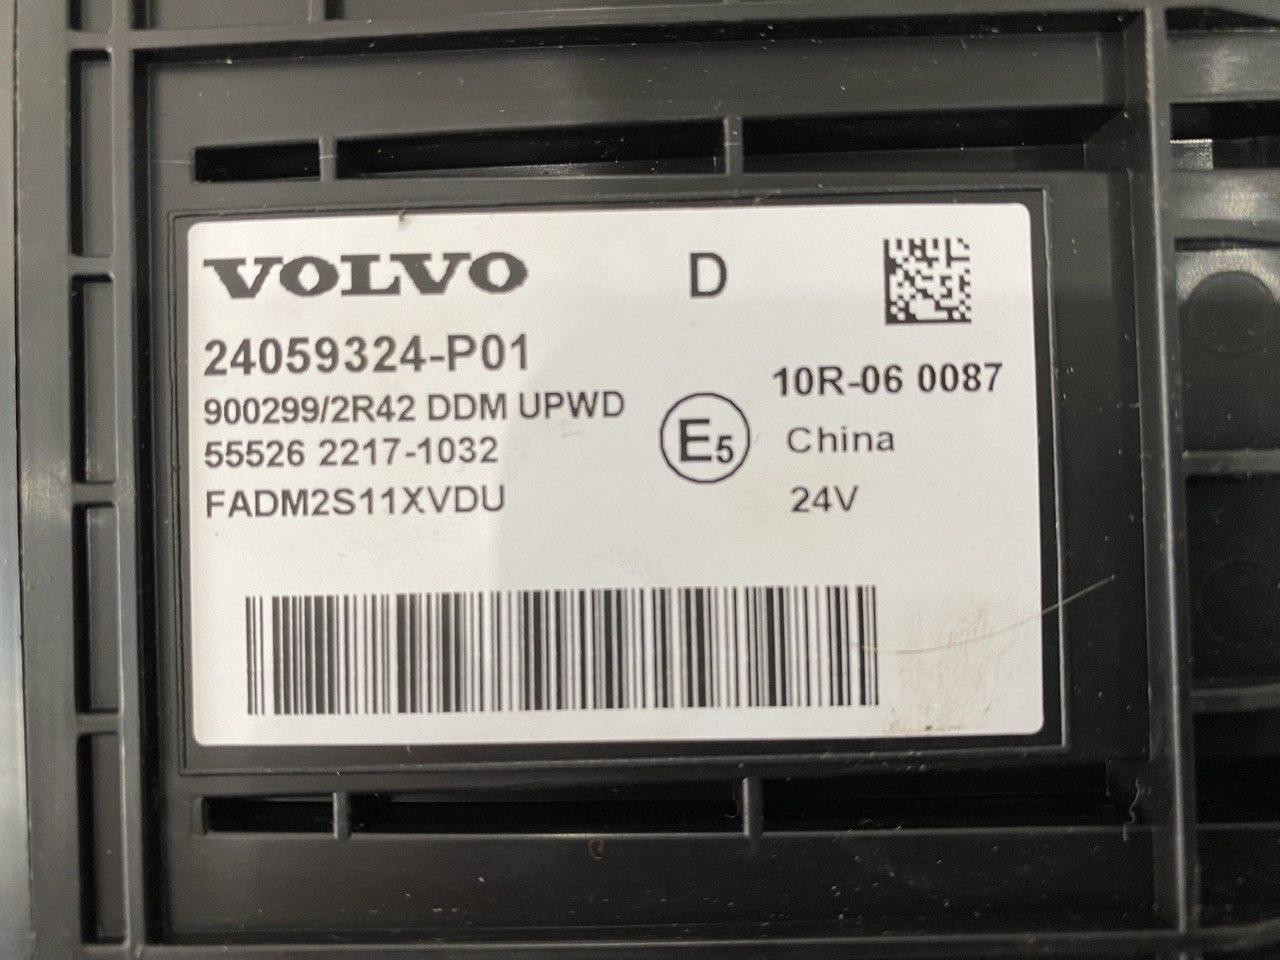 VOLVO
D
24059324-P01
10R-06 0087
900299/2R42 DDM UPWD
E5
China
55526 2217-1032
FADM2S11XVDU
24V